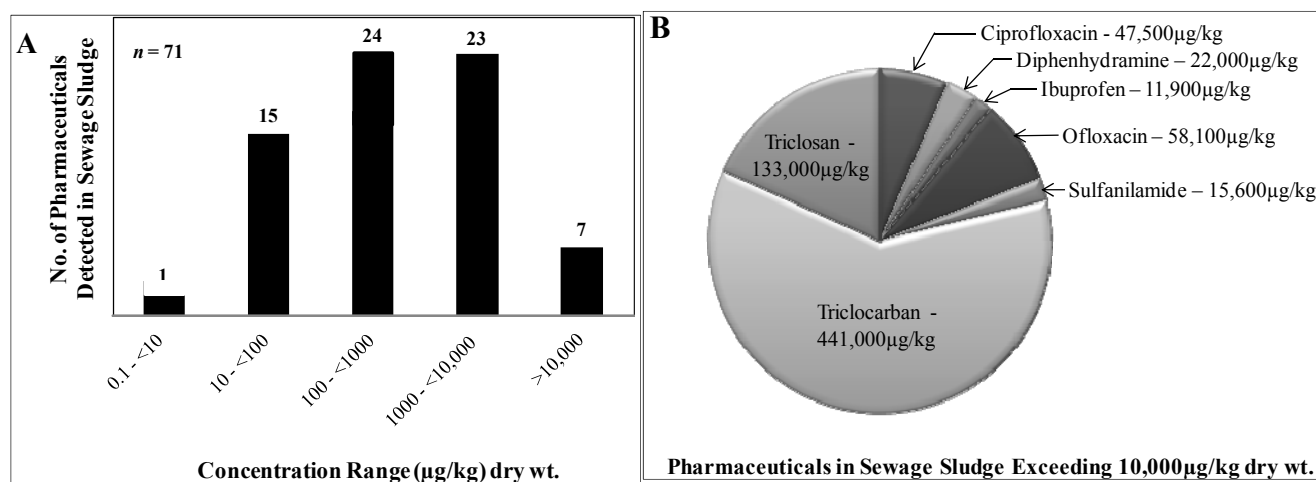 A
n = 71
No. of Pharmaceuticals
Detected in Sewage Sludge
1
15
24
23
7
0.1 - <10
10 - <100
100 - <1000
1000 - <10,000
>10,000
Concentration Range (µg/kg) dry wt.
B
Ciprofloxacin - 47,500µg/kg
Diphenhydramine – 22,000µg/kg
Ibuprofen – 11,900µg/kg
Ofloxacin – 58,100µg/kg
Sulfanilamide – 15,600µg/kg
Triclosan -
133,000µg/kg
Triclocarban -
441,000µg/kg
Pharmaceuticals in Sewage Sludge Exceeding 10,000µg/kg dry wt.